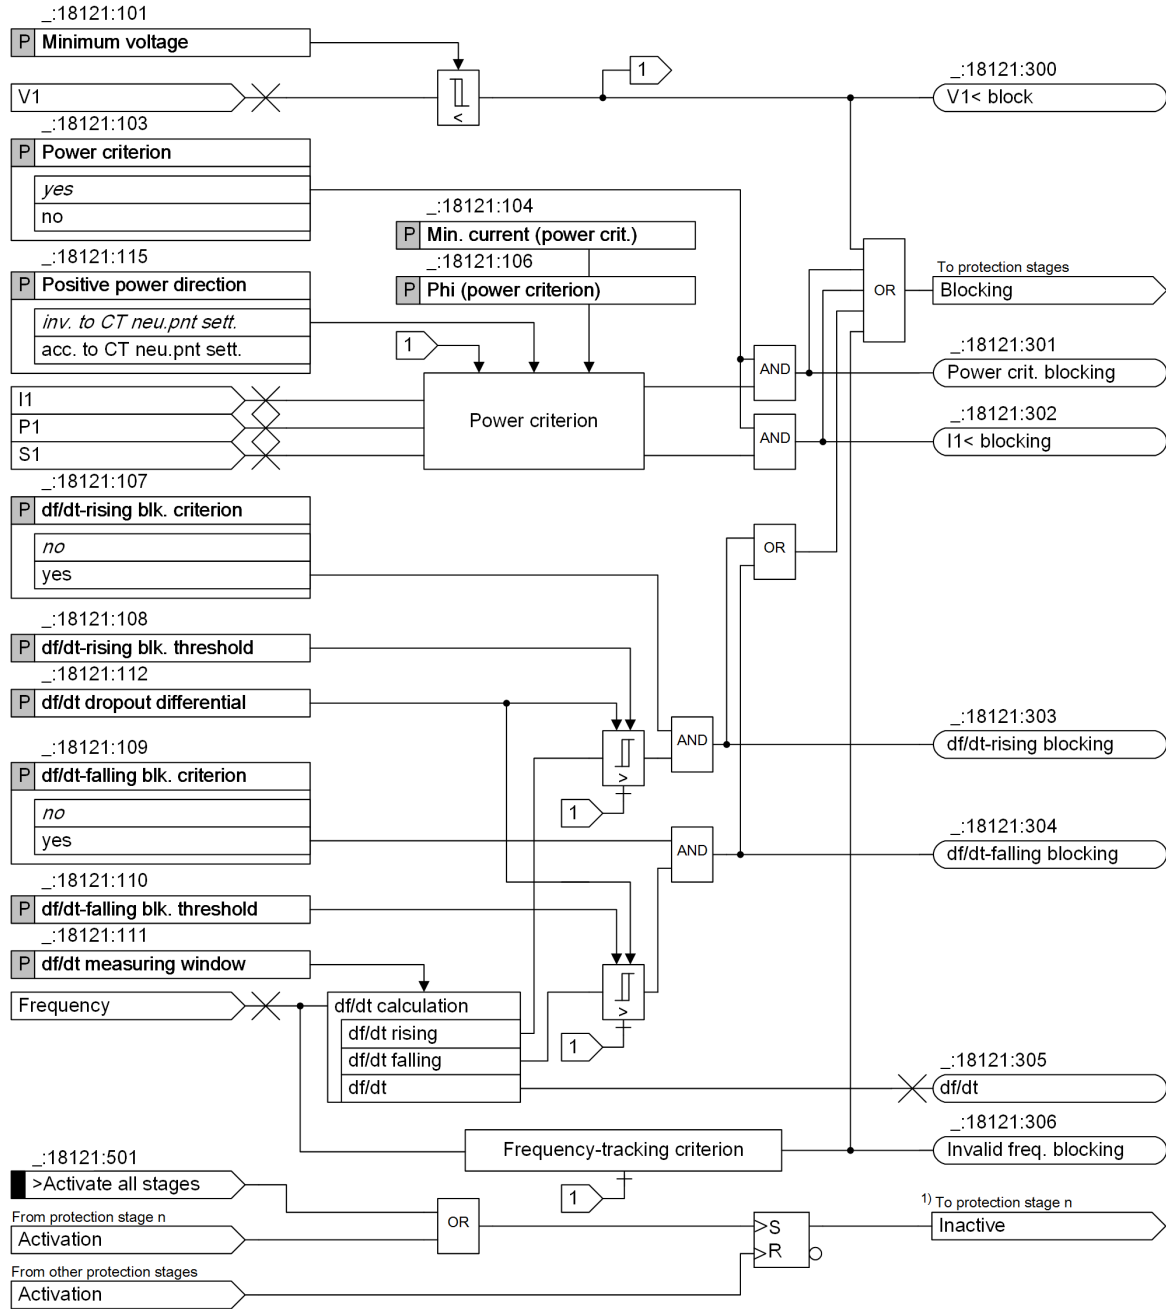 _:18121:101
P Minimum voltage
1
_:18121:300
V1
<
V1< block
_:18121:103
P Power criterion
yes
no
_:18121:104
P Min. current (power crit.)
_:18121:115
_:18121:106
P Positive power direction
P Phi (power criterion)
inv. to CT neu.pnt sett.
acc. to CT neu.pnt sett.
1
OR
To protection stages
Blocking
_:18121:301
AND
Power crit. blocking
I1
P1
S1
Power criterion
_:18121:302
AND
I1< blocking
_:18121:107
P df/dt-rising blk. criterion
no
yes
OR
_:18121:108
P df/dt-rising blk. threshold
_:18121:112
P df/dt dropout differential
_:18121:303
AND
df/dt-rising blocking
>
1
_:18121:109
P df/dt-falling blk. criterion
no
yes
_:18121:304
AND
df/dt-falling blocking
_:18121:110
P df/dt-falling blk. threshold
_:18121:111
P df/dt measuring window
>
1
Frequency
df/dt calculation
df/dt rising
df/dt falling
df/dt
_:18121:305
df/dt
_:18121:306
Frequency-tracking criterion
Invalid freq. blocking
1
_:18121:501
>Activate all stages
From protection stage n
Activation
OR
S
R
1) To protection stage n
Inactive
From other protection stages
Activation